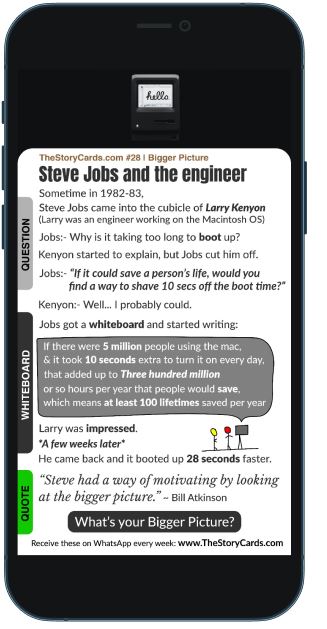 hello
TheStoryCards.com #28 | Bigger Picture
Steve Jobs and the engineer
Sometime in 1982-83,
Steve Jobs came into the cubicle of Larry Kenyon
(Larry was an engineer working on the Macintosh OS)
Jobs:- Why is it taking too long to boot up?
Kenyon started to explain, but Jobs cut him off.
Jobs:- “If it could save a person’s life, would you
find a way to shave 10 secs off the boot time?”
Kenyon:- Well... I probably could.
QUESTION
Jobs got a whiteboard and started writing:
If there were 5 million people using the mac,
& it took 10 seconds extra to turn it on every day,
that added up to Three hundred million
or so hours per year that people would save,
which means at least 100 lifetimes saved per year
Larry was impressed.
*A few weeks later*
He came back and it booted up 28 seconds faster.
WHITEBOARD
“Steve had a way of motivating by looking
at the bigger picture.” ~ Bill Atkinson
QUOTE
What's your Bigger Picture?
Receive these on WhatsApp every week: www.TheStoryCards.com